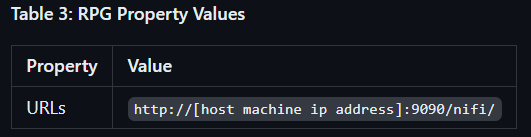 Table 3: RPG Property Values
Property Value
URLs http://[host machine ip address]:9090/nifi/